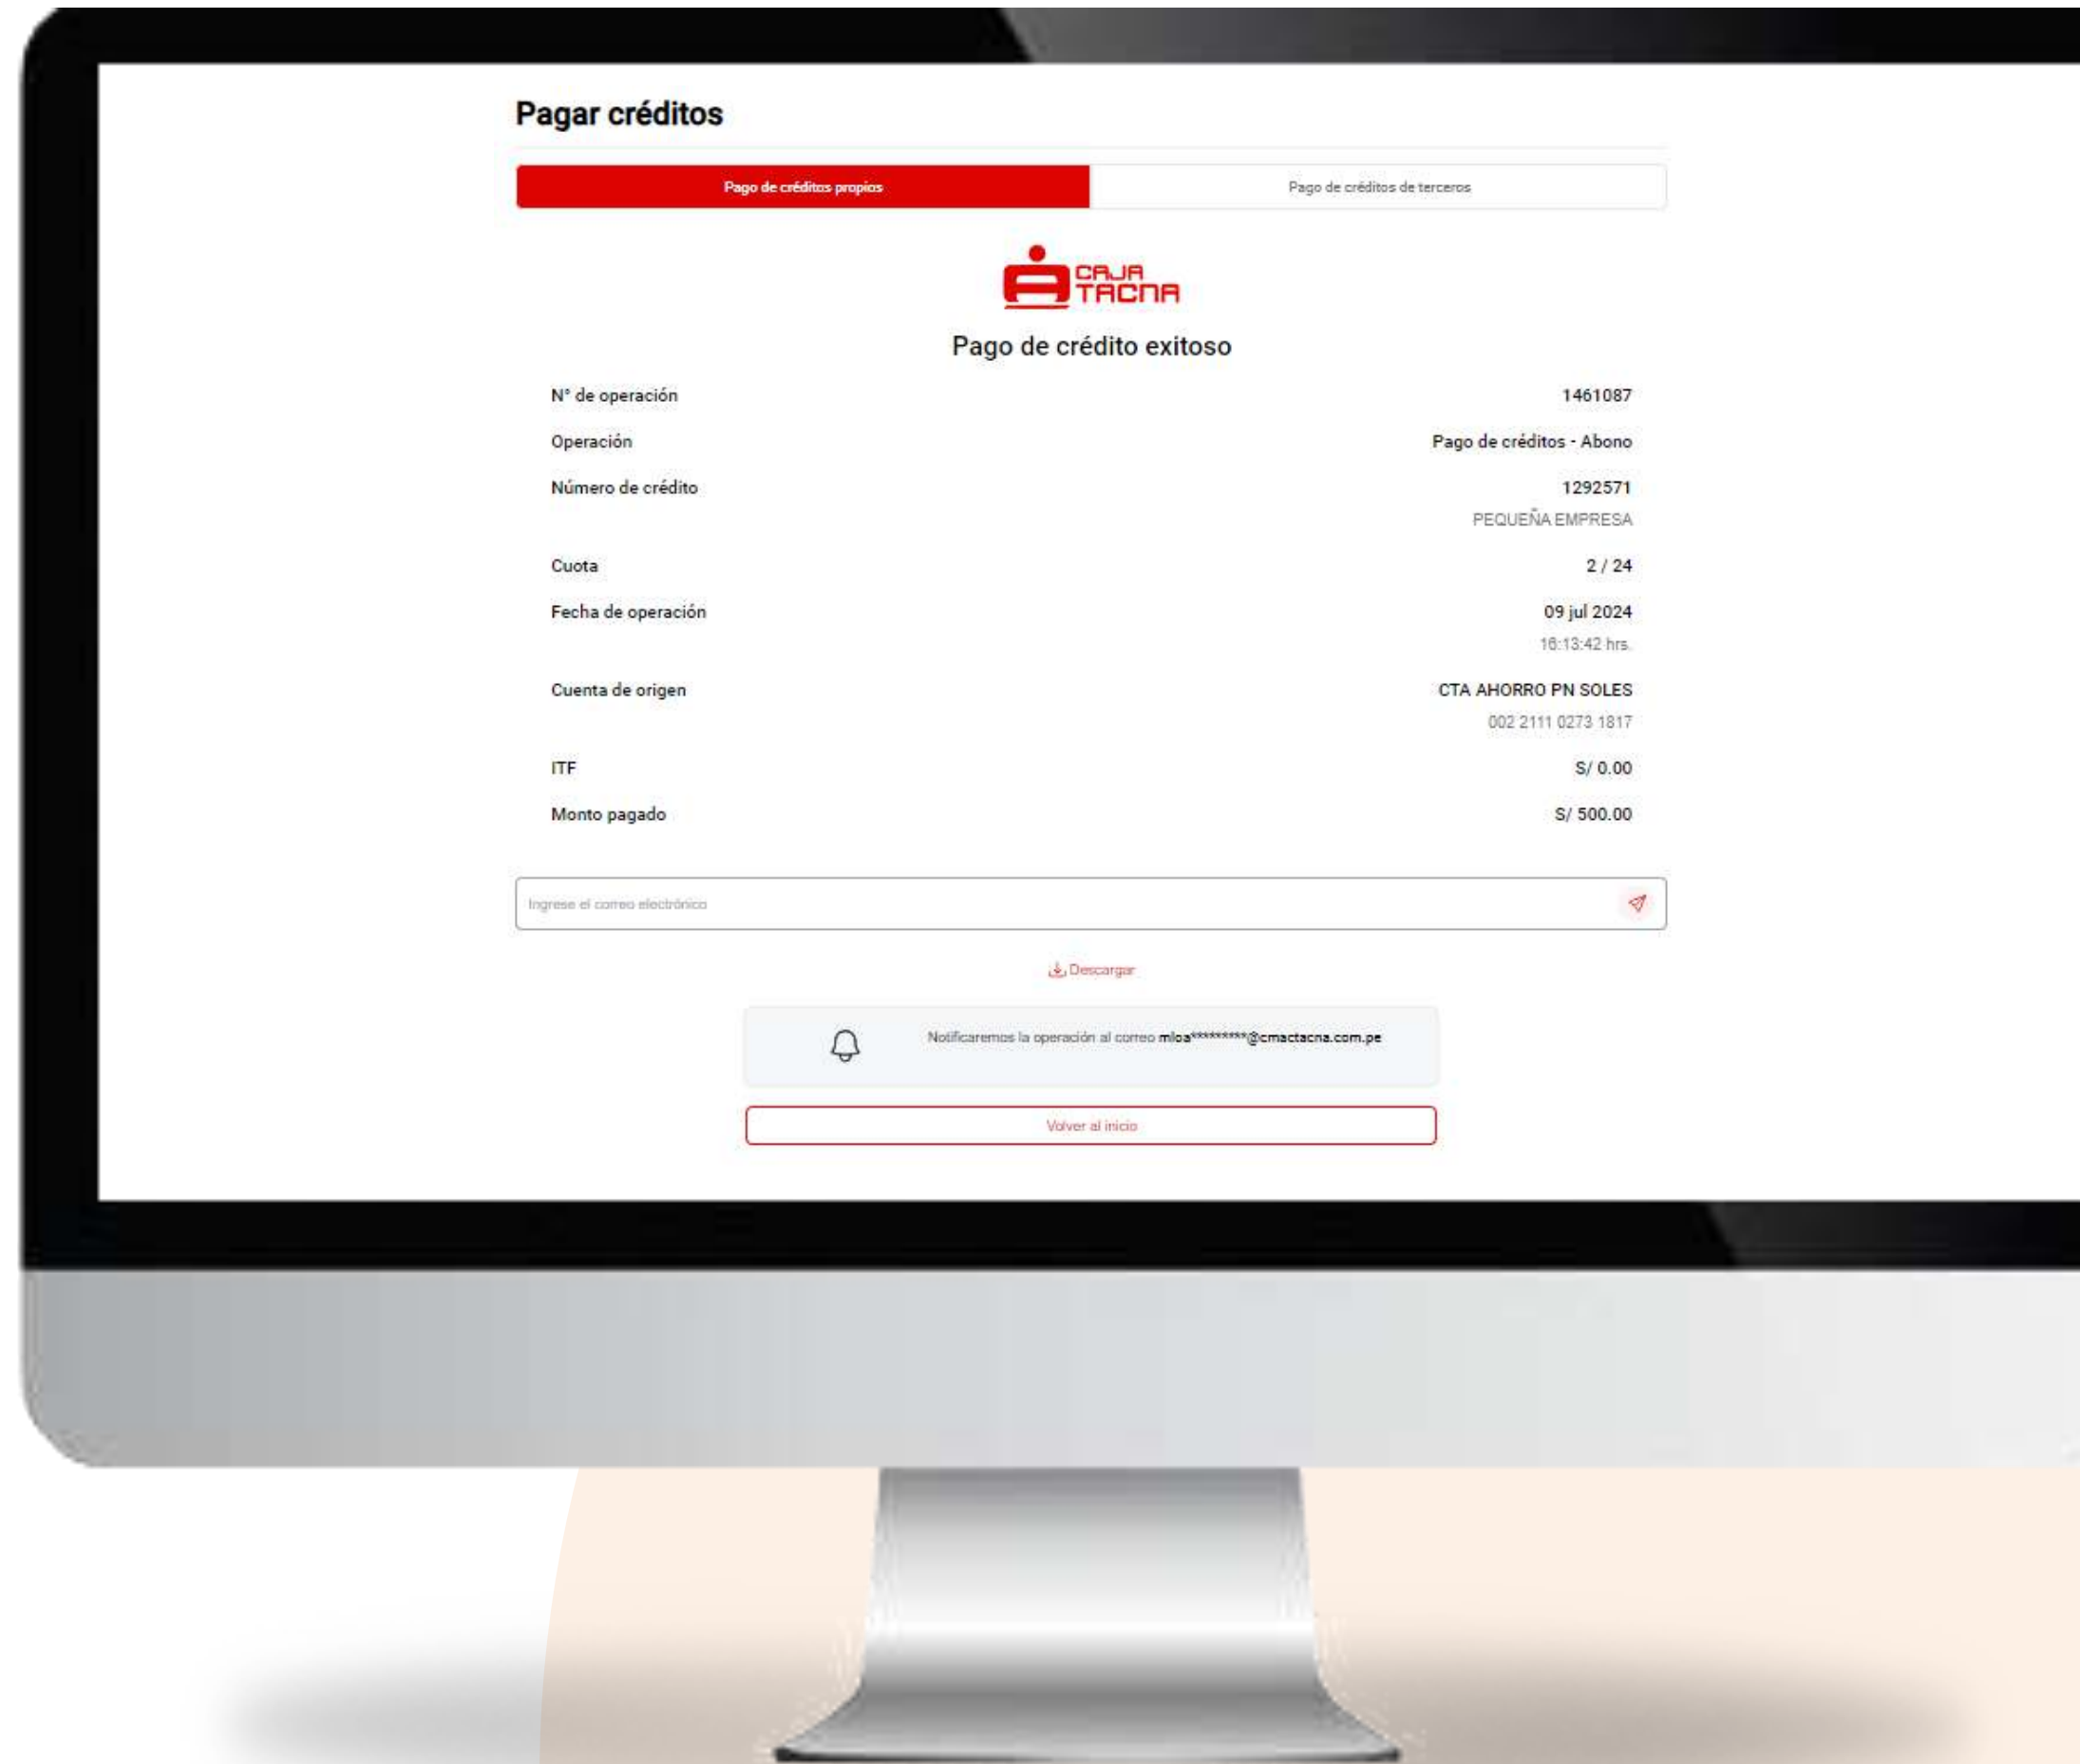 Pagar créditos
Pago de créditos propios
Pago de créditos de terceros
CAJA
TACNA
Pago de crédito exitoso
N° de operación 1461087
Operación Pago de créditos - Abono
Número de crédito 1292571
PEQUEÑA EMPRESA
Cuota 2 / 24
Fecha de operación 09 jul 2024
16:13:42 hrs.
Cuenta de origen CTA AHORRO PN SOLES
002 2111 0273 1817
ITF S/ 0.00
Monto pagado S/ 500.00
Ingrese el correo electrónico
Descargar
Notificaremos la operación al correo mloa*********@cmactacna.com.pe
Volver al inicio